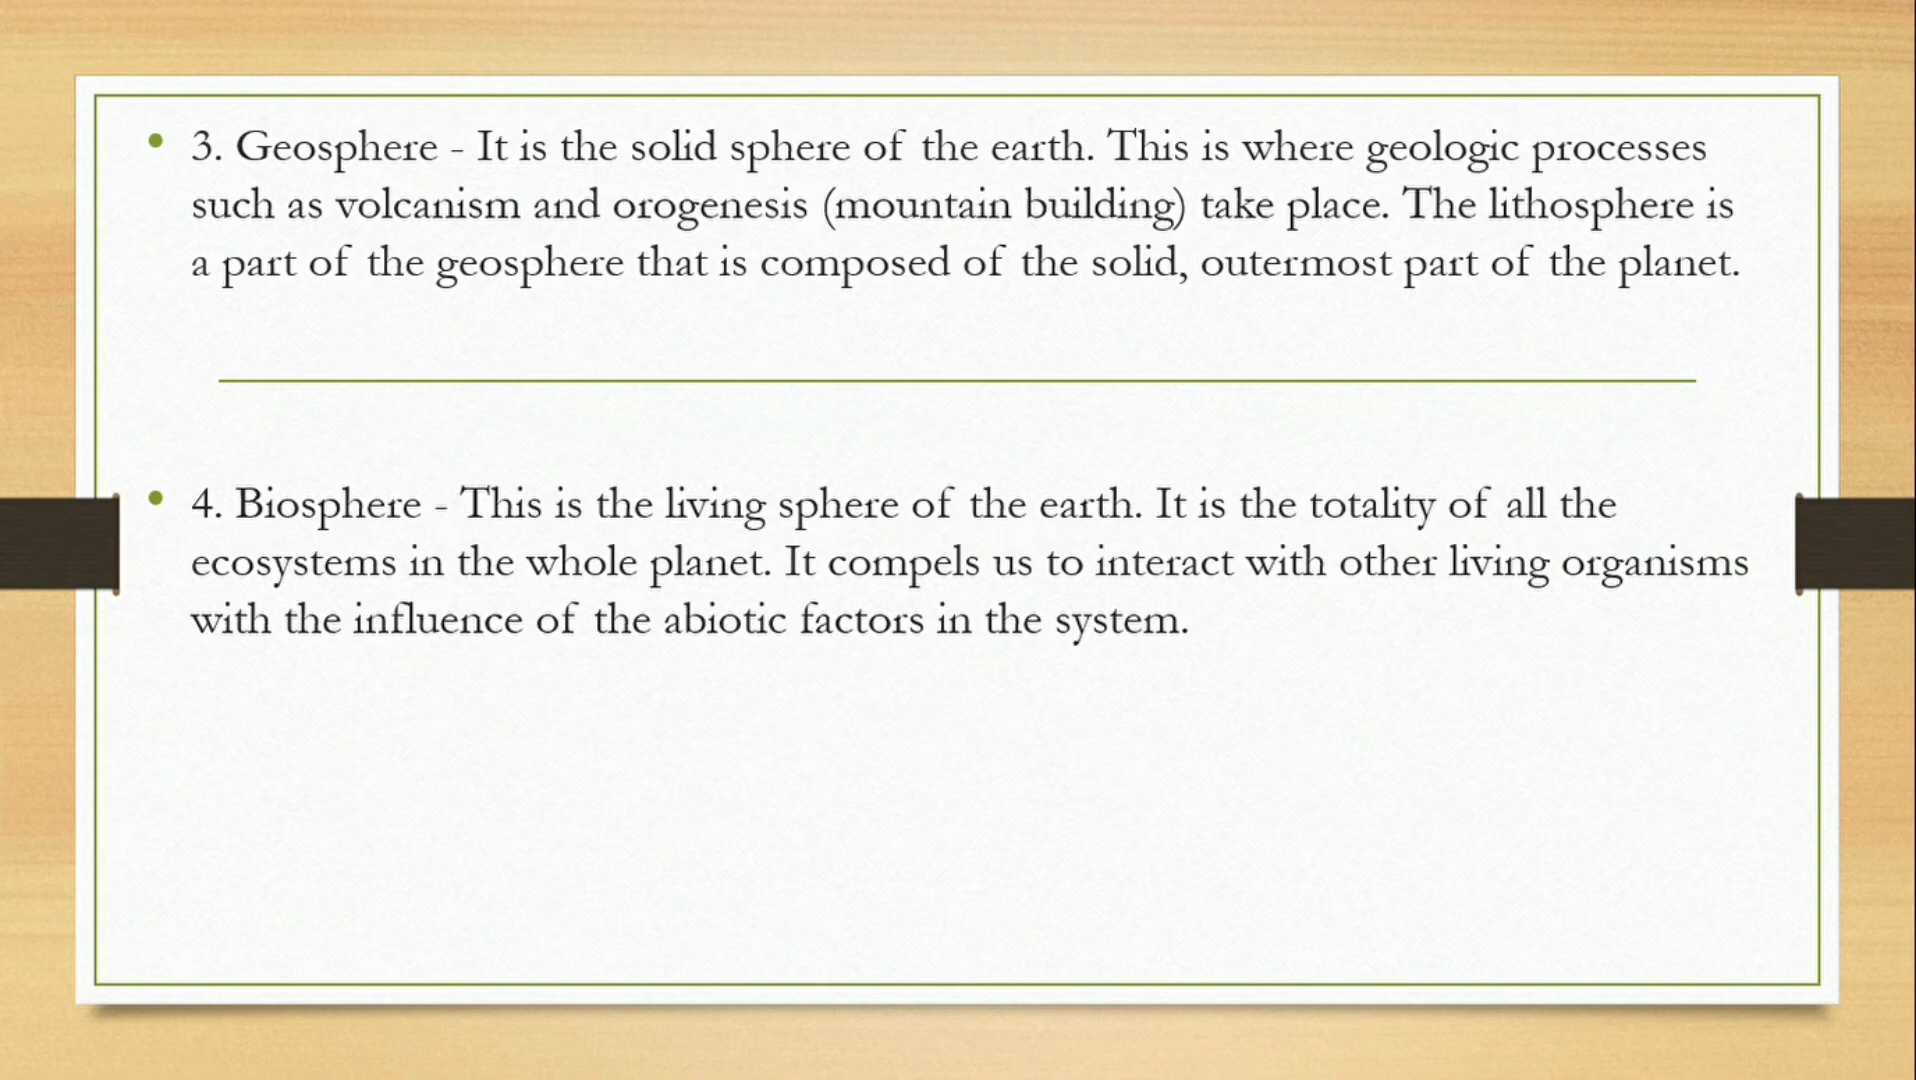 • 3. Geosphere - It is the solid sphere of the earth. This is where geologic processes
such as volcanism and orogenesis (mountain building) take place. The lithosphere is
a part of the geosphere that is composed of the solid, outermost part of the planet.
• 4. Biosphere - This is the living sphere of the earth. It is the totality of all the
ecosystems in the whole planet. It compels us to interact with other living organisms
with the influence of the abiotic factors in the system.